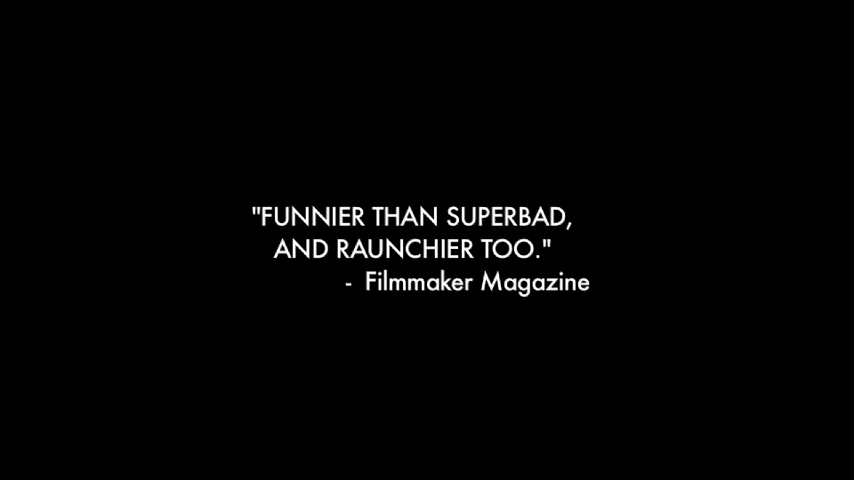 "FUNNIER THAN SUPERBAD,
AND RAUNCHIER TOO."
- Filmmaker Magazine